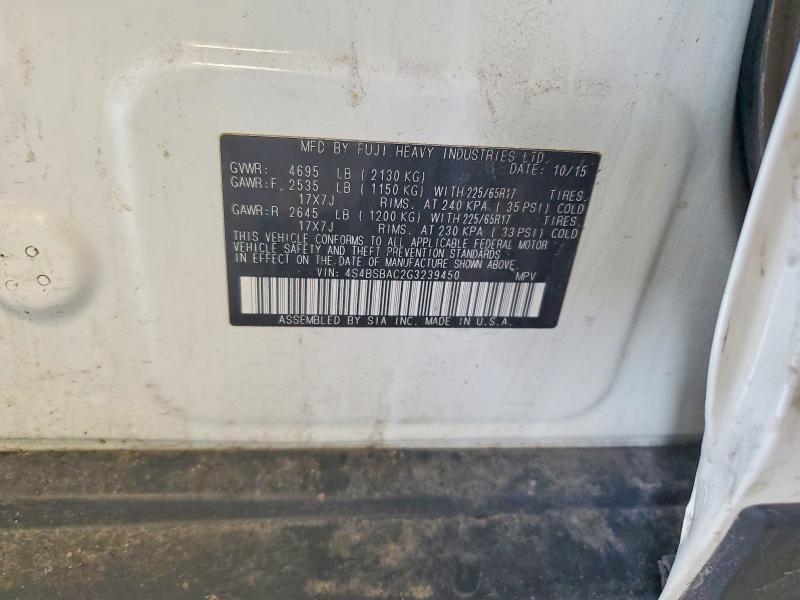 MFD BY FUJI HEAVY INDUSTRIES LTD.
DATE: 10/15
GVWR: 4695 LB (2130 KG)
GAWR:F 2535 LB (1150 KG) WITH 225/65R17 TIRES.
17X7J RIMS. AT 240 KPA (35 PSI) COLD
GAWR:R 2645 LB (1200 KG) WITH 225/65R17 TIRES.
17X7J RIMS. AT 230 KPA (33 PSI) COLD
THIS VEHICLE CONFORMS TO ALL APPLICABLE FEDERAL MOTOR
VEHICLE SAFETY AND THEFT PREVENTION STANDARDS
IN EFFECT ON THE DATE OF MANUFACTURE SHOWN ABOVE.
VIN: 4S4BSBAC2G3239450 MPV
ASSEMBLED BY SIA INC. MADE IN U.S.A.